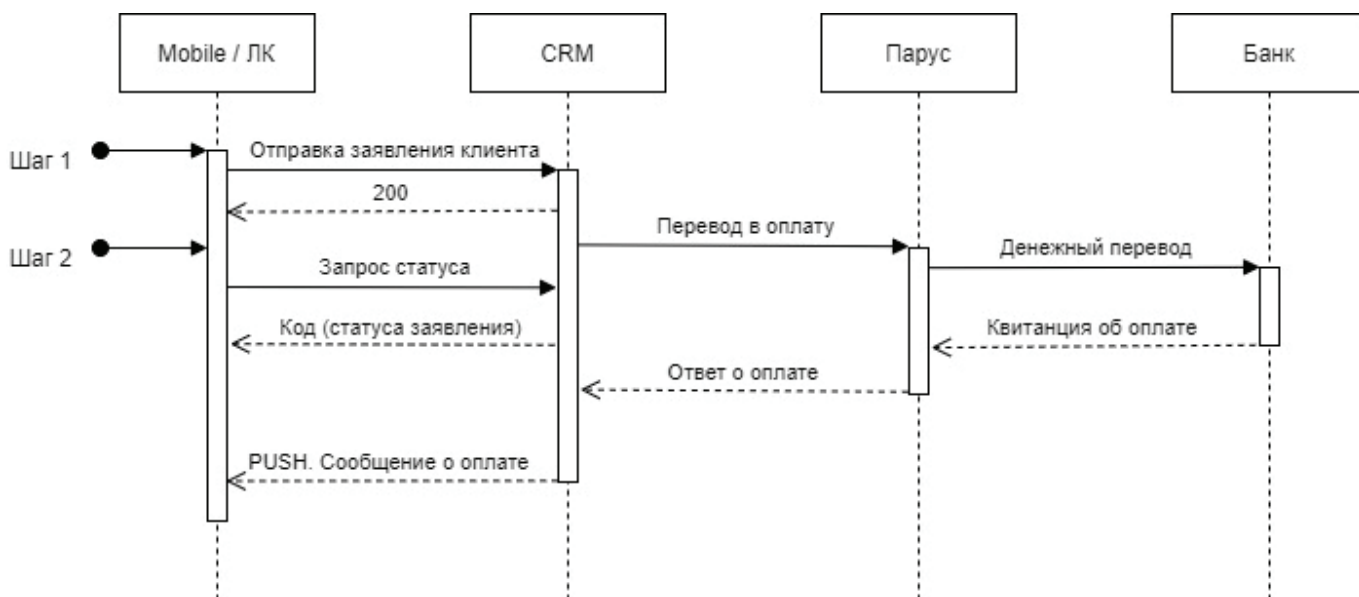 Mobile / ЛК
CRM
Парус
Банк
Шаг 1
Отправка заявления клиента
200
Перевод в оплату
Шаг 2
Денежный перевод
Запрос статуса
Код (статуса заявления)
Квитанция об оплате
Ответ о оплате
PUSH. Сообщение о оплате